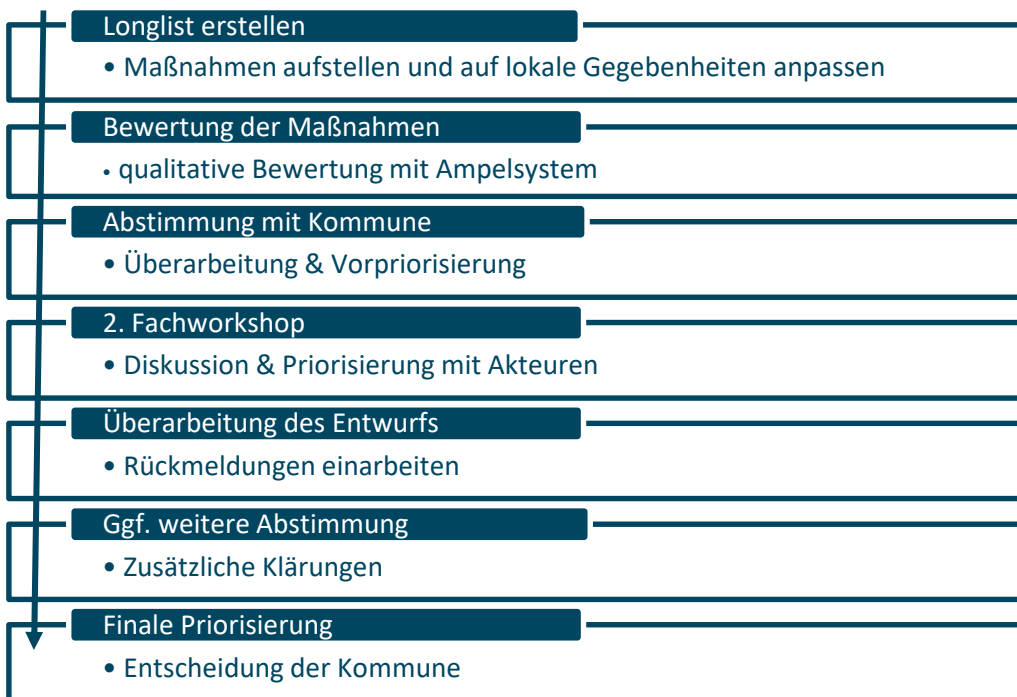 Longlist erstellen
• Maßnahmen aufstellen und auf lokale Gegebenheiten anpassen
Bewertung der Maßnahmen
• qualitative Bewertung mit Ampelsystem
Abstimmung mit Kommune
• Überarbeitung & Vorpriorisierung
2. Fachworkshop
• Diskussion & Priorisierung mit Akteuren
Überarbeitung des Entwurfs
• Rückmeldungen einarbeiten
Ggf. weitere Abstimmung
• Zusätzliche Klärungen
Finale Priorisierung
• Entscheidung der Kommune